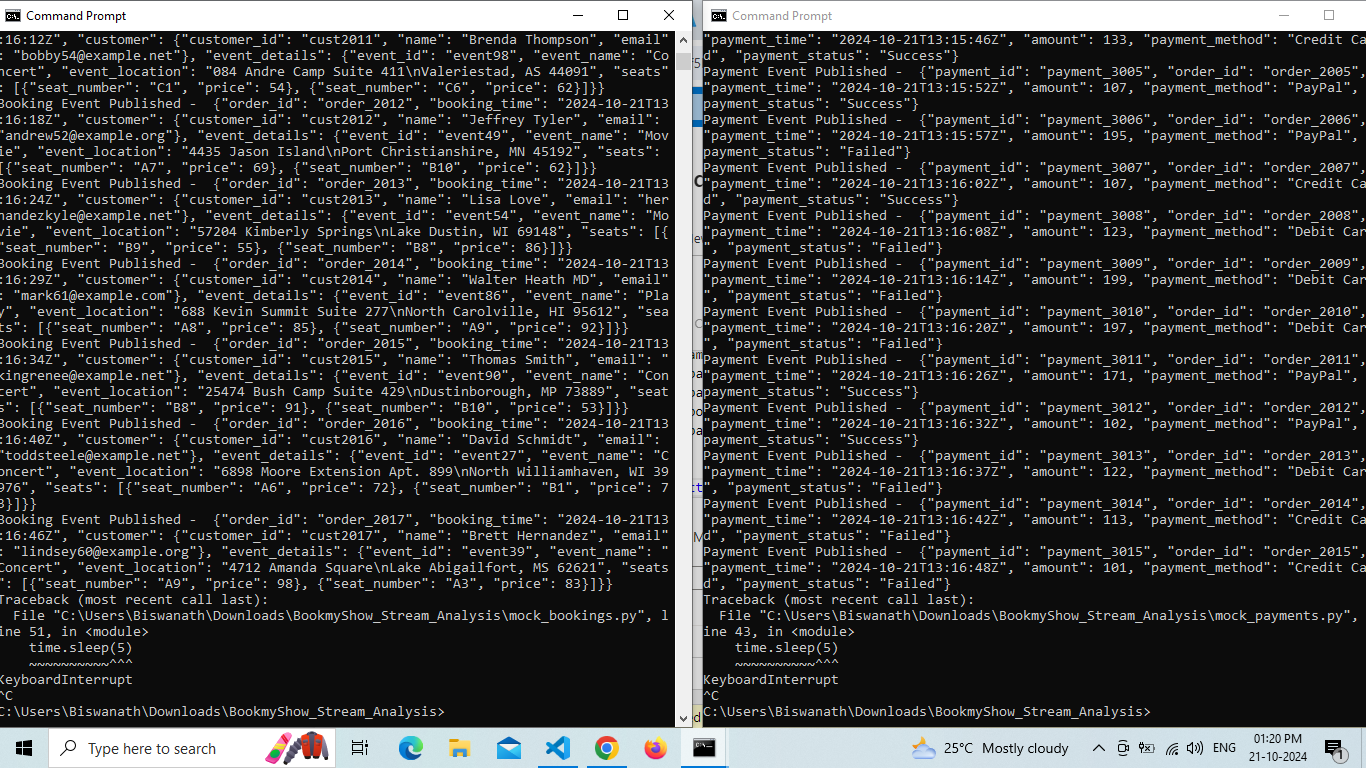 Command Prompt
:16:12Z", "customer": {"customer_id": "cust2011", "name": "Brenda Thompson", "email"
: "bobby54@example.net"}, "event_details": {"event_id": "event98", "event_name": "Co
ncert", "event_location": "084 Andre Camp Suite 411\nValeriestad, AS 44091", "seats"
: [{"seat_number": "C1", "price": 54}, {"seat_number": "C6", "price": 62}]}}
Booking Event Published -  {"order_id": "order_2012", "booking_time": "2024-10-21T13
:16:18Z", "customer": {"customer_id": "cust2012", "name": "Jeffrey Tyler", "email":
"andrew52@example.org"}, "event_details": {"event_id": "event49", "event_name": "Mov
ie", "event_location": "4435 Jason Island\nPort Christianshire, MN 45192", "seats":
[{"seat_number": "A7", "price": 69}, {"seat_number": "B10", "price": 62}]}}
Booking Event Published -  {"order_id": "order_2013", "booking_time": "2024-10-21T13
:16:24Z", "customer": {"customer_id": "cust2013", "name": "Lisa Love", "email": "her
nandezkyle@example.net"}, "event_details": {"event_id": "event54", "event_name": "Mo
vie", "event_location": "57204 Kimberly Springs\nLake Dustin, WI 69148", "seats": [{
"seat_number": "B9", "price": 55}, {"seat_number": "B8", "price": 86}]}}
Booking Event Published -  {"order_id": "order_2014", "booking_time": "2024-10-21T13
:16:29Z", "customer": {"customer_id": "cust2014", "name": "Walter Heath MD", "email"
: "mark61@example.com"}, "event_details": {"event_id": "event86", "event_name": "Pla
y", "event_location": "688 Kevin Summit Suite 277\nNorth Carolville, HI 95612", "sea
ts": [{"seat_number": "A8", "price": 85}, {"seat_number": "A9", "price": 92}]}}
Booking Event Published -  {"order_id": "order_2015", "booking_time": "2024-10-21T13
:16:34Z", "customer": {"customer_id": "cust2015", "name": "Thomas Smith", "email": "
kingrenee@example.net"}, "event_details": {"event_id": "event90", "event_name": "Con
cert", "event_location": "25474 Bush Camp Suite 429\nDustinborough, MP 73889", "seat
s": [{"seat_number": "B8", "price": 91}, {"seat_number": "B10", "price": 53}]}}
Booking Event Published -  {"order_id": "order_2016", "booking_time": "2024-10-21T13
:16:40Z", "customer": {"customer_id": "cust2016", "name": "David Schmidt", "email":
"toddsteele@example.net"}, "event_details": {"event_id": "event27", "event_name": "C
oncert", "event_location": "6898 Moore Extension Apt. 899\nNorth Williamhaven, WI 39
976", "seats": [{"seat_number": "A6", "price": 72}, {"seat_number": "B1", "price": 7
3}]}}
Booking Event Published -  {"order_id": "order_2017", "booking_time": "2024-10-21T13
:16:46Z", "customer": {"customer_id": "cust2017", "name": "Brett Hernandez", "email"
: "lindsey60@example.org"}, "event_details": {"event_id": "event39", "event_name": "
Concert", "event_location": "4712 Amanda Square\nLake Abigailfort, MS 62621", "seats
": [{"seat_number": "A9", "price": 98}, {"seat_number": "A3", "price": 83}]}}
Traceback (most recent call last):
  File "C:\Users\Biswanath\Downloads\BookmyShow_Stream_Analysis\mock_bookings.py", l
ine 51, in <module>
    time.sleep(5)
    ~~~~~~~~~~^^^
KeyboardInterrupt
^C
C:\Users\Biswanath\Downloads\BookmyShow_Stream_Analysis>
Command Prompt
"payment_time": "2024-10-21T13:15:46Z", "amount": 133, "payment_method": "Credit Ca
d", "payment_status": "Success"}
Payment Event Published -  {"payment_id": "payment_3005", "order_id": "order_2005",
"payment_time": "2024-10-21T13:15:52Z", "amount": 107, "payment_method": "PayPal",
payment_status": "Success"}
Payment Event Published -  {"payment_id": "payment_3006", "order_id": "order_2006",
"payment_time": "2024-10-21T13:15:57Z", "amount": 195, "payment_method": "PayPal",
payment_status": "Failed"}
Payment Event Published -  {"payment_id": "payment_3007", "order_id": "order_2007",
"payment_time": "2024-10-21T13:16:02Z", "amount": 107, "payment_method": "Credit Ca
d", "payment_status": "Success"}
Payment Event Published -  {"payment_id": "payment_3008", "order_id": "order_2008",
"payment_time": "2024-10-21T13:16:08Z", "amount": 123, "payment_method": "Debit Car
", "payment_status": "Failed"}
Payment Event Published -  {"payment_id": "payment_3009", "order_id": "order_2009",
"payment_time": "2024-10-21T13:16:14Z", "amount": 199, "payment_method": "Debit Car
", "payment_status": "Failed"}
Payment Event Published -  {"payment_id": "payment_3010", "order_id": "order_2010",
"payment_time": "2024-10-21T13:16:20Z", "amount": 197, "payment_method": "Debit Car
", "payment_status": "Failed"}
Payment Event Published -  {"payment_id": "payment_3011", "order_id": "order_2011",
"payment_time": "2024-10-21T13:16:26Z", "amount": 171, "payment_method": "PayPal",
payment_status": "Success"}
Payment Event Published -  {"payment_id": "payment_3012", "order_id": "order_2012",
"payment_time": "2024-10-21T13:16:32Z", "amount": 102, "payment_method": "PayPal",
payment_status": "Success"}
Payment Event Published -  {"payment_id": "payment_3013", "order_id": "order_2013",
"payment_time": "2024-10-21T13:16:37Z", "amount": 122, "payment_method": "Debit Car
", "payment_status": "Failed"}
Payment Event Published -  {"payment_id": "payment_3014", "order_id": "order_2014",
"payment_time": "2024-10-21T13:16:42Z", "amount": 113, "payment_method": "Credit Ca
d", "payment_status": "Failed"}
Payment Event Published -  {"payment_id": "payment_3015", "order_id": "order_2015",
"payment_time": "2024-10-21T13:16:48Z", "amount": 101, "payment_method": "Credit Ca
d", "payment_status": "Failed"}
Traceback (most recent call last):
  File "C:\Users\Biswanath\Downloads\BookmyShow_Stream_Analysis\mock_payments.py",
ine 43, in <module>
    time.sleep(5)
    ~~~~~~~~~~^^^
KeyboardInterrupt
^C
C:\Users\Biswanath\Downloads\BookmyShow_Stream_Analysis>
Type here to search
25°C Mostly cloudy
ENG
01:20 PM
21-10-2024
1